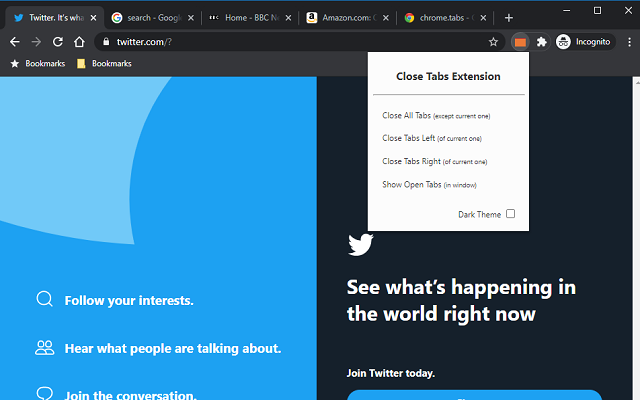 Twitter. It's wha
search - Google
Home - BBC Ne
Amazon.com: O
chrome.tabs - C
twitter.com/?
Incognito
Bookmarks
Bookmarks
Close Tabs Extension
Close All Tabs (except current one)
Close Tabs Left (of current one)
Close Tabs Right (of current one)
Show Open Tabs (in window)
Dark Theme
See what's happening in
the world right now
Follow your interests.
Hear what people are talking about.
Join Twitter today.
Join the conversation.